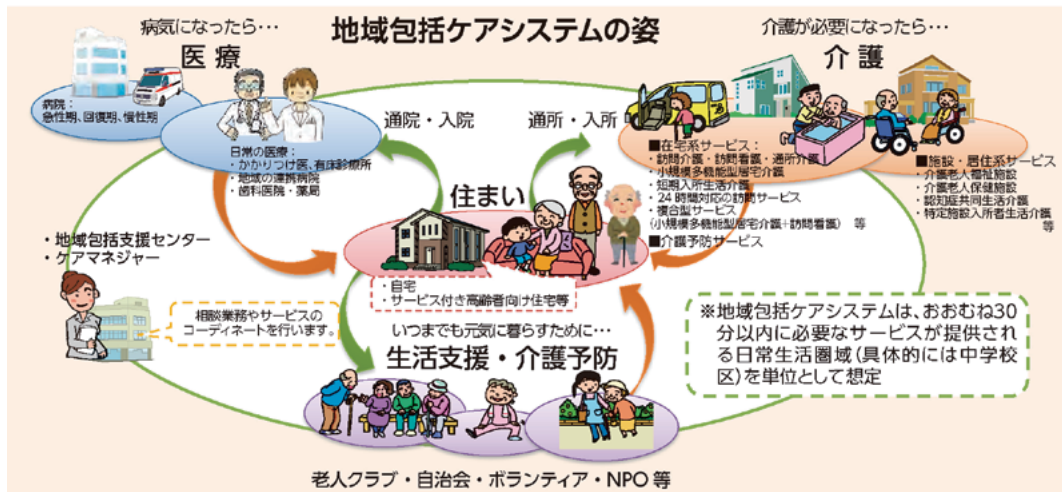 地域包括ケアシステムの姿
病気になったら…
医療
病院：
急性期、回復期、慢性期
日常の医療：
・かかりつけ医、有床診療所
・地域の連携病院
・歯科医院・薬局
通院・入院
通所・入所
介護が必要になったら…
介護
■在宅系サービス：
・訪問介護・訪問看護・通所介護
・小規模多機能型居宅介護
・短期入所生活介護
・24時間対応の訪問サービス
・複合型サービス
（小規模多機能型居宅介護＋訪問看護） 等
■介護予防サービス
■施設・居住系サービス
・介護老人福祉施設
・介護老人保健施設
・認知症共同生活介護
・特定施設入所者生活介護
等
住まい
・自宅
・サービス付き高齢者向け住宅等
・地域包括支援センター
・ケアマネジャー
相談業務やサービスの
コーディネートを行います。
いつまでも元気に暮らすために…
生活支援・介護予防
老人クラブ・自治会・ボランティア・NPO 等
※地域包括ケアシステムは、おおむね30
分以内に必要なサービスが提供され
る日常生活圏域（具体的には中学校
区）を単位として想定